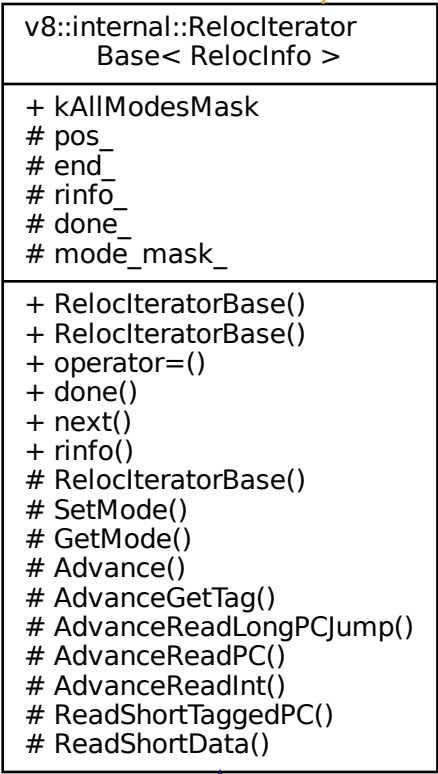 v8::internal::RelocIterator
Base< RelocInfo >
+ kAllModesMask
# pos_
# end_
# rinfo_
# done_
# mode_mask_
+ RelocIteratorBase()
+ RelocIteratorBase()
+ operator=()
+ done()
+ next()
+ rinfo()
# RelocIteratorBase()
# SetMode()
# GetMode()
# Advance()
# AdvanceGetTag()
# AdvanceReadLongPCJump()
# AdvanceReadPC()
# AdvanceReadInt()
# ReadShortTaggedPC()
# ReadShortData()